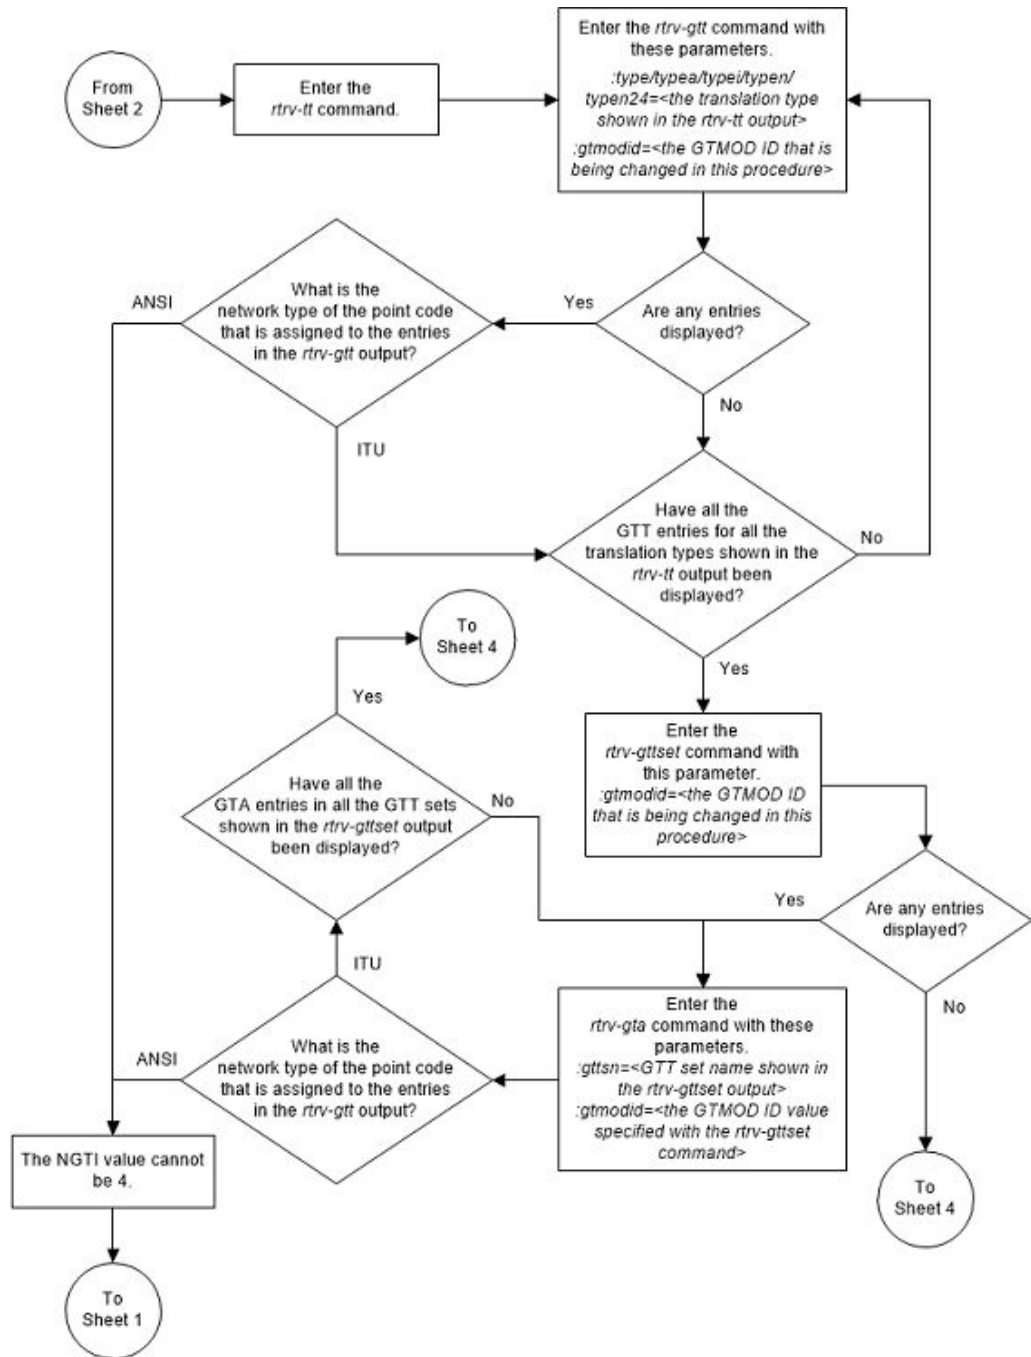 From
Sheet 2
Enter the
rtrv-tt command.
Enter the rtrv-gtt command with
these parameters.
:type/typea/typei/typen/
typen24=<the translation type
shown in the rtrv-tt output>
:gtmodid=<the GTMOD ID that is
being changed in this procedure>
ANSI
What is the
network type of the point code
that is assigned to the entries
in the rtrv-gtt output?
Yes
Are any entries
displayed?
No
ITU
Have all the
GTT entries for all the
translation types shown in the
rtrv-tt output been
displayed?
No
To
Sheet 4
Yes
Yes
Enter the
rtrv-gttset command with
this parameter.
:gtmodid=<the GTMOD ID
that is being changed in this
procedure>
Have all the
GTA entries in all the GTT sets
shown in the rtrv-gttset output
been displayed?
No
Yes
Are any entries
displayed?
No
ITU
ANSI
What is the
network type of the point code
that is assigned to the entries
in the rtrv-gtt output?
Enter the
rtrv-gta command with these
parameters.
:gttsn=<GTT set name shown in
the rtrv-gttset output>
:gtmodid=<the GTMOD ID value
specified with the rtrv-gttset
command>
The NGTI value cannot
be 4.
To
Sheet 4
To
Sheet 1